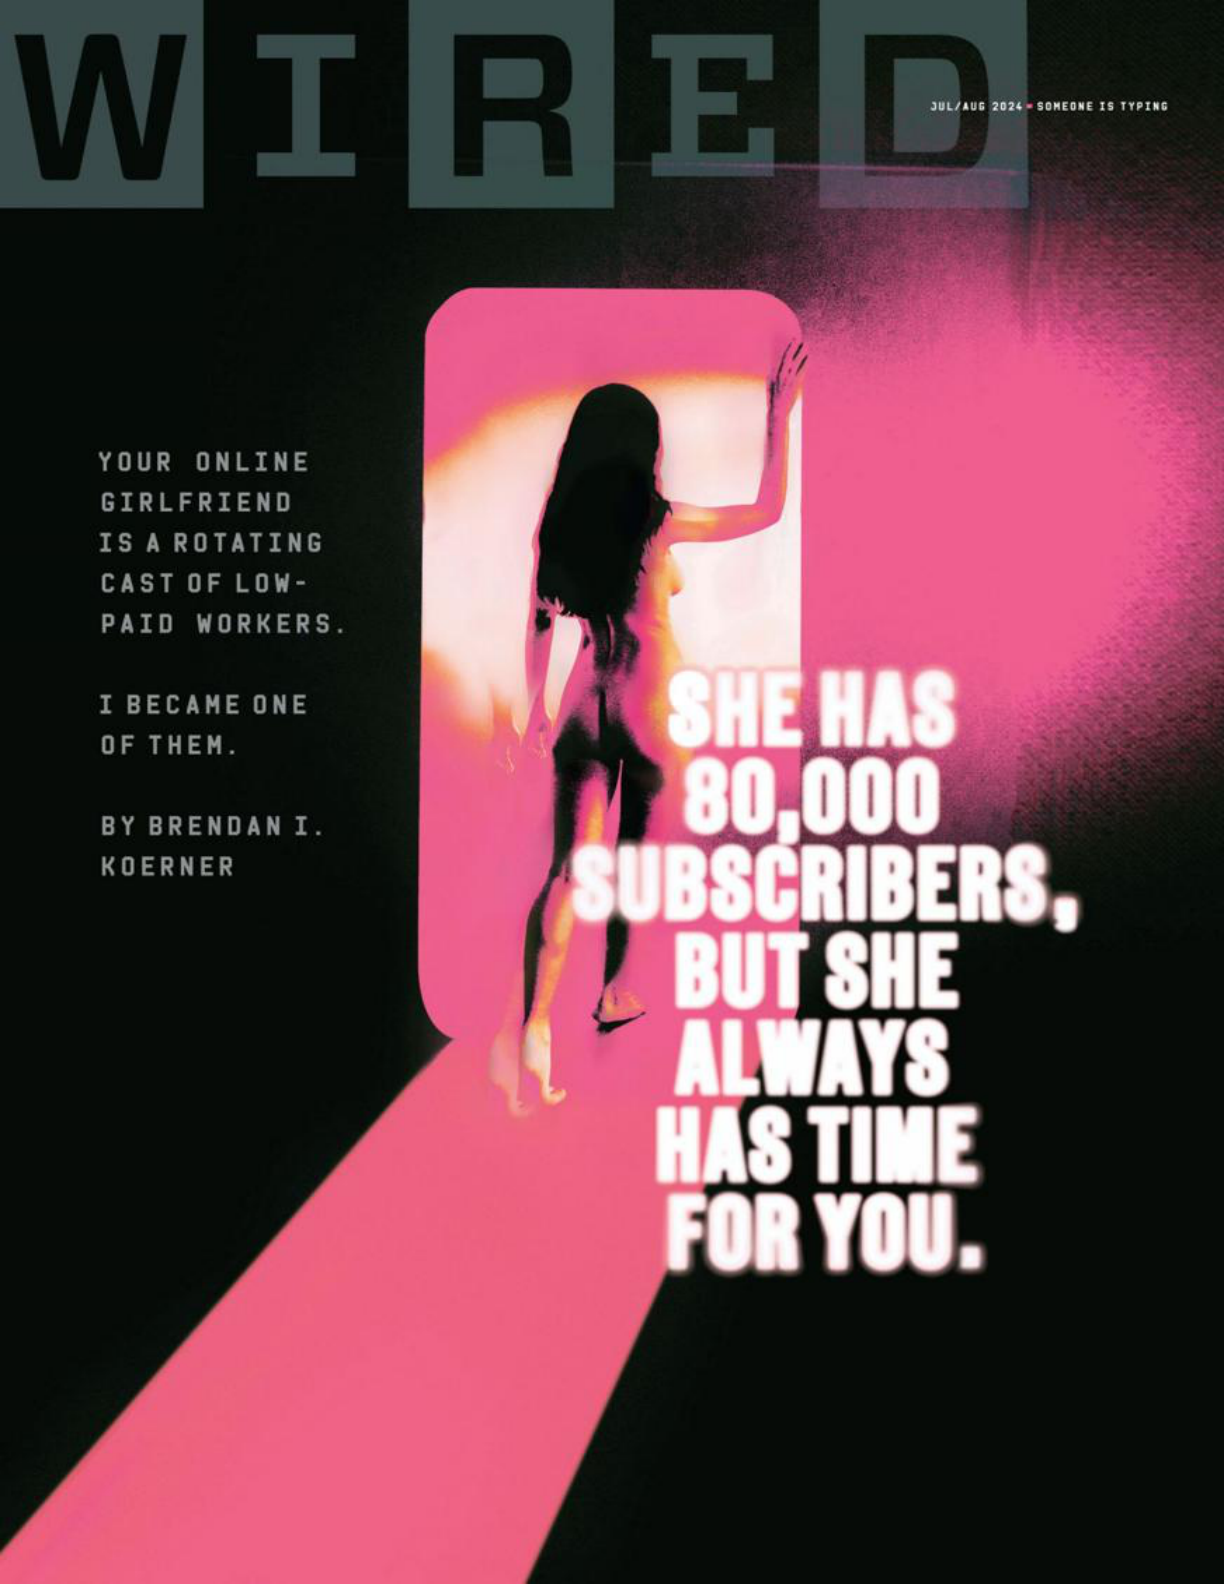 WIRED
JUL/AUG 2024 SOMEONE IS TYPING
YOUR ONLINE
GIRLFRIEND
IS A ROTATING
CAST OF LOW-
PAID WORKERS.
I BECAME ONE
OF THEM.
BY BRENDAN I.
KOERNER
SHE HAS
80,000
SUBSCRIBERS,
BUT SHE
ALWAYS
HAS TIME
FOR YOU.